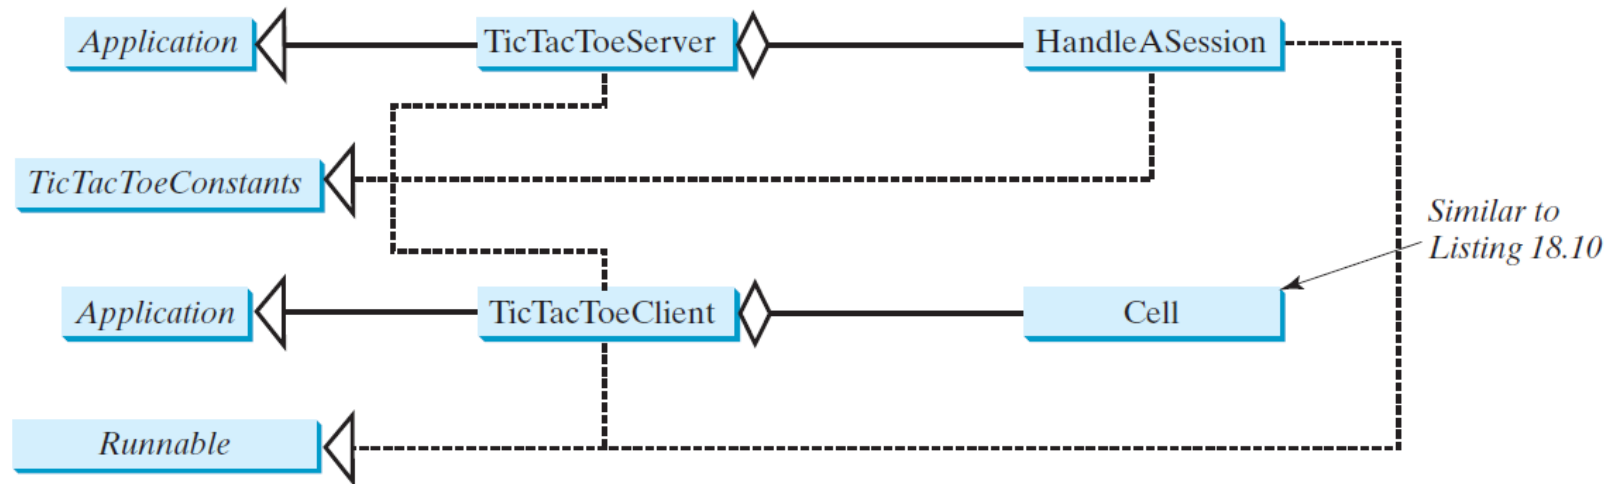 Application
TicTacToeServer
HandleASession
TicTacToeConstants
Similar to
Listing 18.10
Application
TicTacToeClient
Cell
Runnable